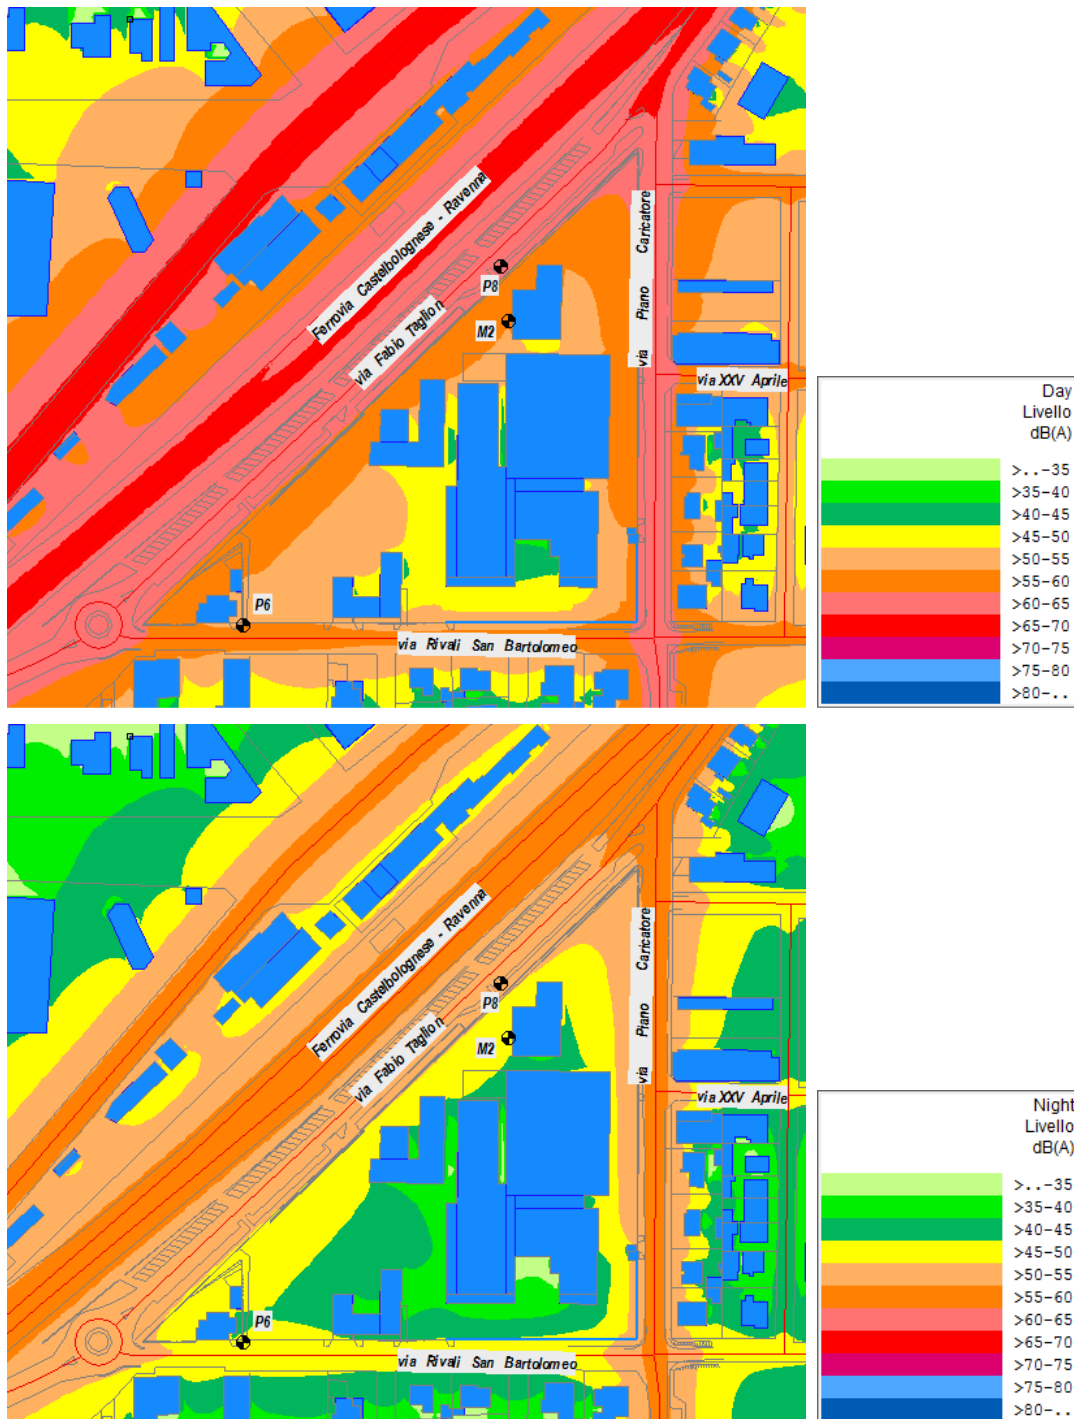 Ferrovia Castelbolognese - Ravenna
via Piano Caricatore
P8
via Fabio Taglion
M2
via XXV Aprile
P6
via Rivali San Bartolomeo
Day
Livello
dB(A)
>..-35
>35-40
>40-45
>45-50
>50-55
>55-60
>60-65
>65-70
>70-75
>75-80
>80-..
Ferrovia Castelbolognese - Ravenna
via Piano Caricatore
P8
via Fabio Taglion
M2
via XXV Aprile
P6
via Rivali San Bartolomeo
Night
Livello
dB(A)
>..-35
>35-40
>40-45
>45-50
>50-55
>55-60
>60-65
>65-70
>70-75
>75-80
>80-..